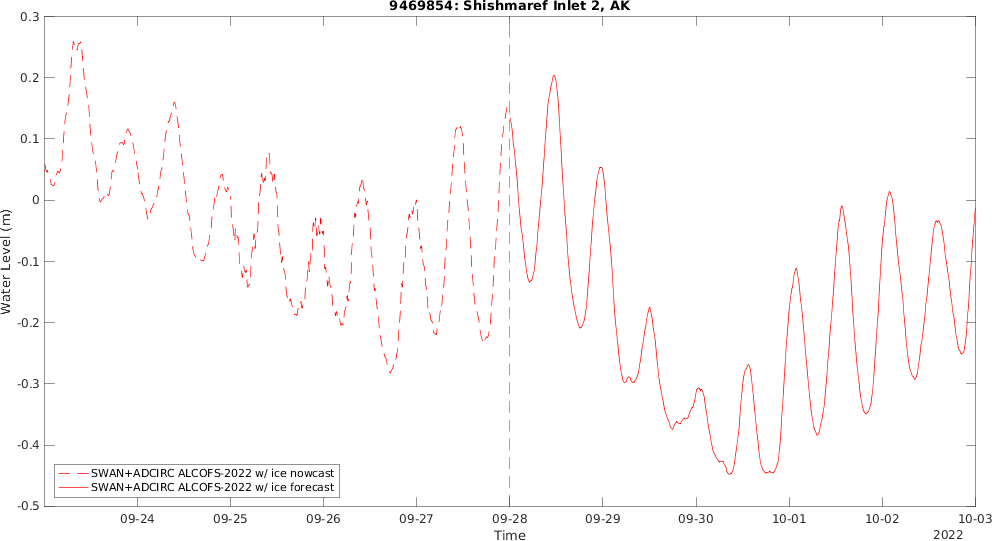 9469854: Shishmaref Inlet 2, AK
0.3
0.2
0.1
0
-0.1
-0.2
-0.3
-0.4
-0.5
Water Level (m)
SWAN+ADCIRC ALCOFS-2022 w/ ice nowcast
SWAN+ADCIRC ALCOFS-2022 w/ ice forecast
09-24 09-25 09-26 09-27 09-28 09-29 09-30 10-01 10-02 10-03
Time
2022